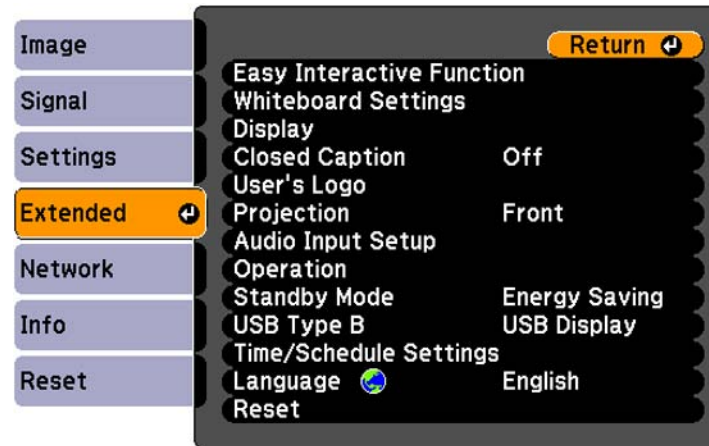 Image
Signal
Settings
Extended
Network
Info
Reset
Return
Easy Interactive Function
Whiteboard Settings
Display
Closed Caption Off
User's Logo
Projection Front
Audio Input Setup
Operation
Standby Mode Energy Saving
USB Type B USB Display
Time/Schedule Settings
Language English
Reset